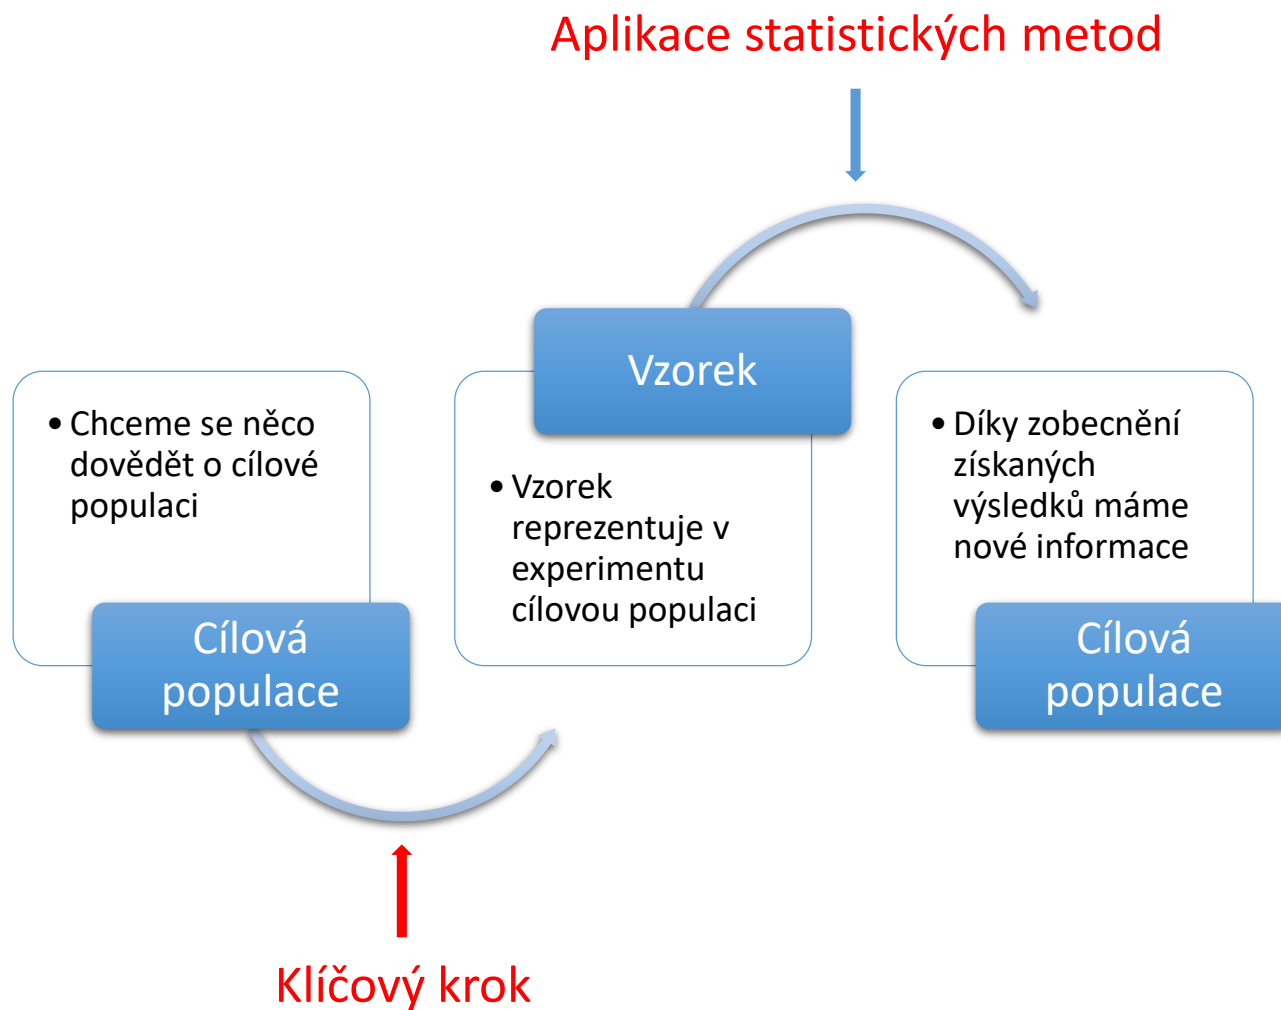 Aplikace statistických metod
• Chceme se něco
dovědět o cílové
populaci
Cílová
populace
Vzorek
• Vzorek
reprezentuje v
experimentu
cílovou populaci
• Díky zobecnění
získaných
výsledků máme
nové informace
Cílová
populace
Klíčový krok